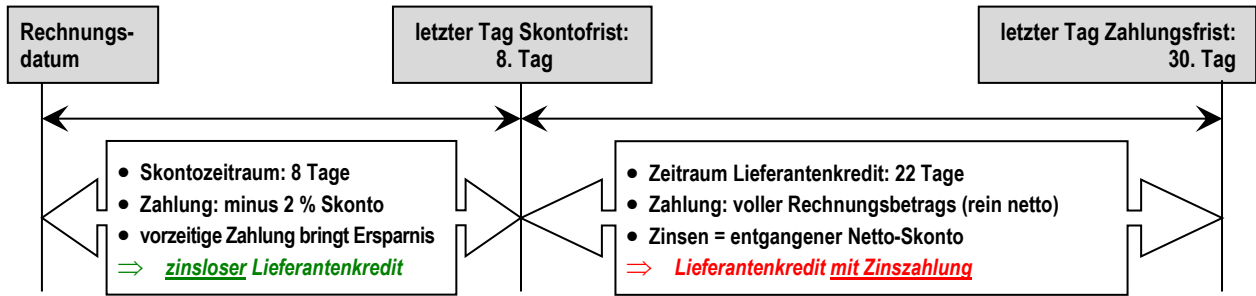 Rechnungs-
datum
letzter Tag Skontofrist:
8. Tag
letzter Tag Zahlungsfrist:
30. Tag
• Skontozeitraum: 8 Tage
• Zahlung: minus 2 % Skonto
• vorzeitige Zahlung bringt Ersparnis
⇒ zinsloser Lieferantenkredit
• Zeitraum Lieferantenkredit: 22 Tage
• Zahlung: voller Rechnungsbetrags (rein netto)
• Zinsen = entgangener Netto-Skonto
⇒ Lieferantenkredit mit Zinszahlung